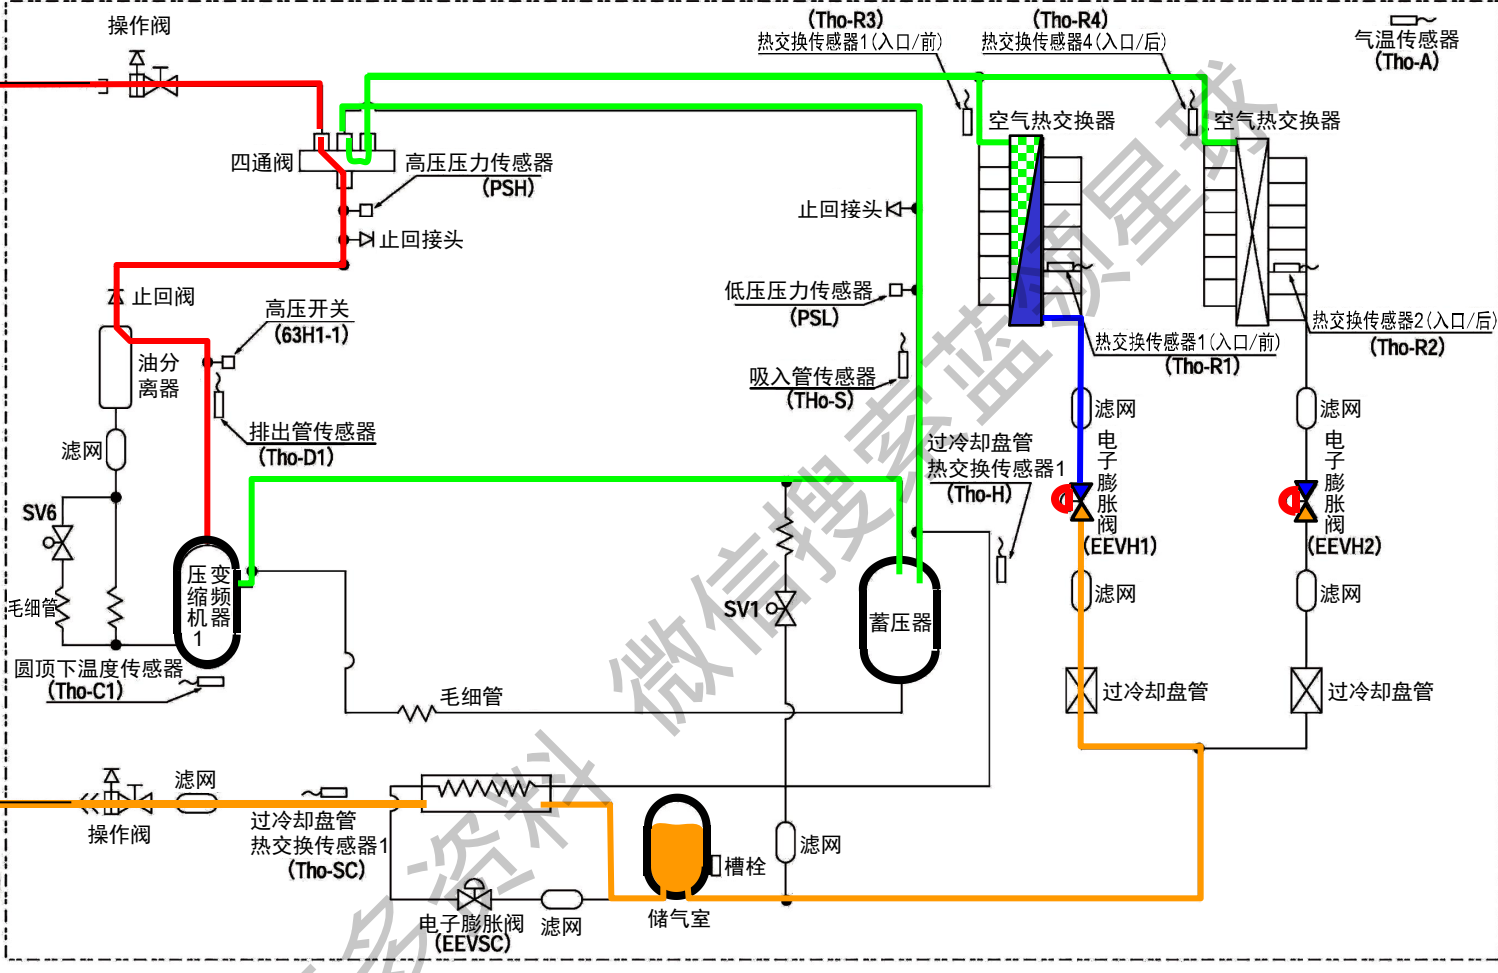 操作阀
(Tho-R3)
热交换传感器1(入口/前)
(Tho-R4)
热交换传感器4(入口/后)
气温传感器
(Tho-A)
空气热交换器
空气热交换器
四通阀
高压压力传感器
(PSH)
止回接头
止回接头
止回阀
高压开关
(63H1-1)
低压压力传感器
(PSL)
热交换传感器2(入口/后)
(Tho-R2)
热交换传感器1(入口/前)
(Tho-R1)
油分
离器
吸入管传感器
(THo-S)
滤网
滤网
排出管传感器
(Tho-D1)
滤网
过冷却盘管
热交换传感器1
(Tho-H)
电子膨胀阀
(EEVH1)
电子膨胀阀
(EEVH2)
SV6
毛细管
变频器
压缩机1
SV1
蓄压器
滤网
滤网
圆顶下温度传感器
(Tho-C1)
毛细管
过冷却盘管
过冷却盘管
滤网
操作阀
过冷却盘管
热交换传感器1
(Tho-SC)
滤网
槽栓
储气室
电子膨胀阀
(EEVSC)
滤网
多资料 微信搜索蓝领星球